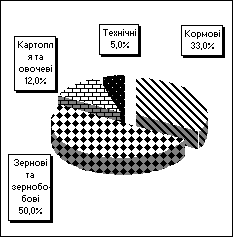 Технічні
5,0%
Кормові
33,0%
Картопл
я та
овочеві
12,0%
Зернові
та
зернобо-
бові
50,0%